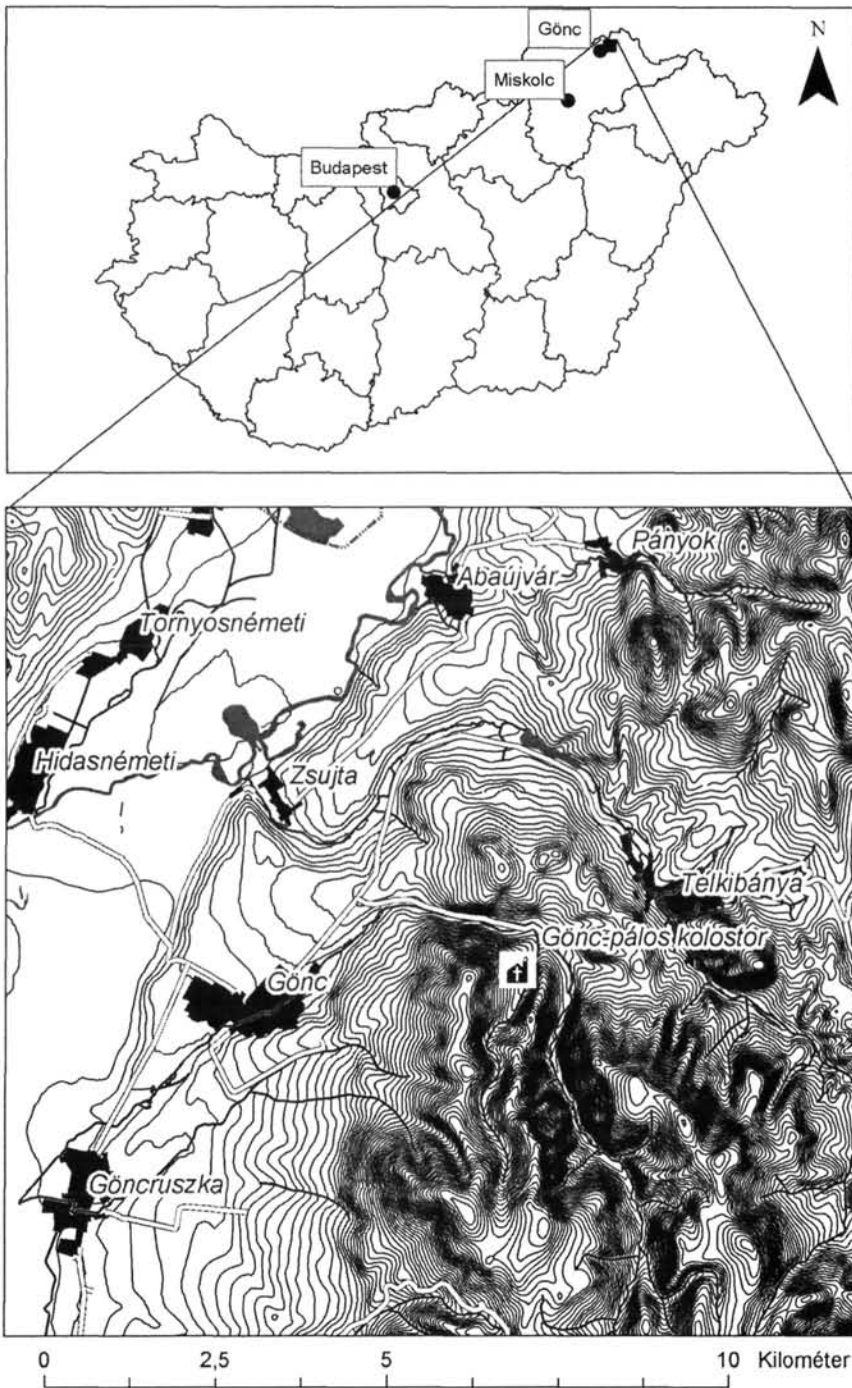 Gönc
N
Miskolc
Budapest
Pányok
Abaújvár
Tornyosnémeti
Hidasnémeti
Zsujta
Telkibánya
Gönc-pálos kolostor
Gönc
Göncruszka
0 2,5 5 10 Kilométer